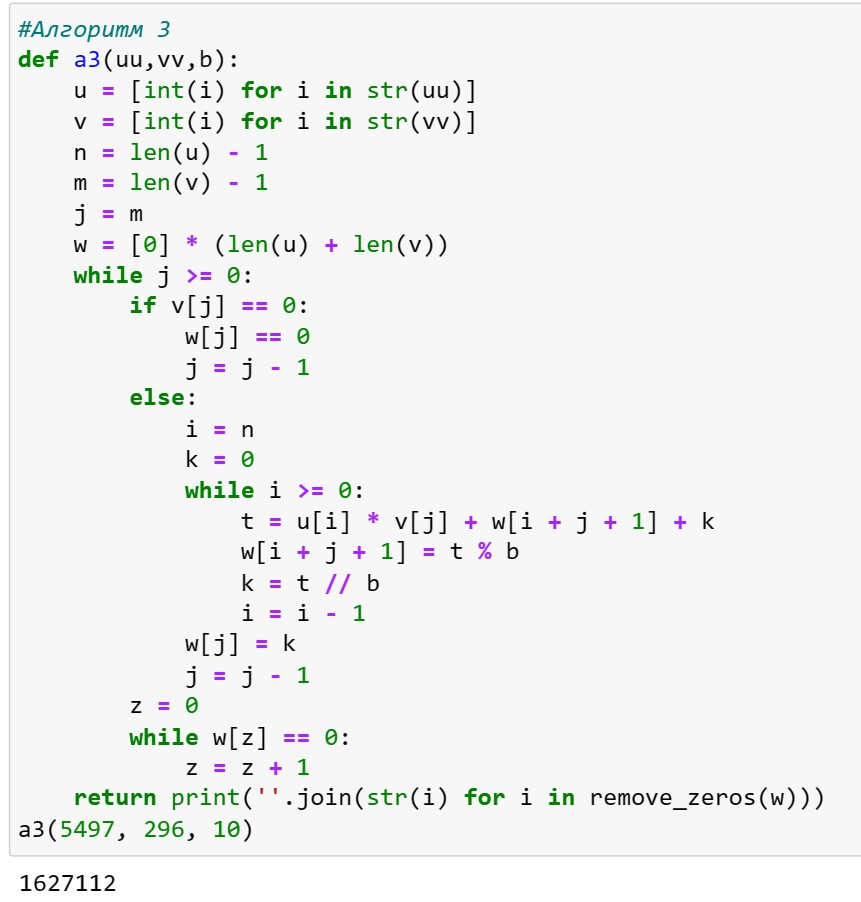 #Алгоритм 3
def a3(uu,vv,b):
    u = [int(i) for i in str(uu)]
    v = [int(i) for i in str(vv)]
    n = len(u) - 1
    m = len(v) - 1
    j = m
    w = [0] * (len(u) + len(v))
    while j >= 0:
        if v[j] == 0:
            w[j] == 0
            j = j - 1
        else:
            i = n
            k = 0
            while i >= 0:
                t = u[i] * v[j] + w[i + j + 1] + k
                w[i + j + 1] = t % b
                k = t // b
                i = i - 1
            w[j] = k
            j = j - 1
        z = 0
        while w[z] == 0:
            z = z + 1
    return print(''.join(str(i) for i in remove_zeros(w)))
a3(5497, 296, 10)
1627112